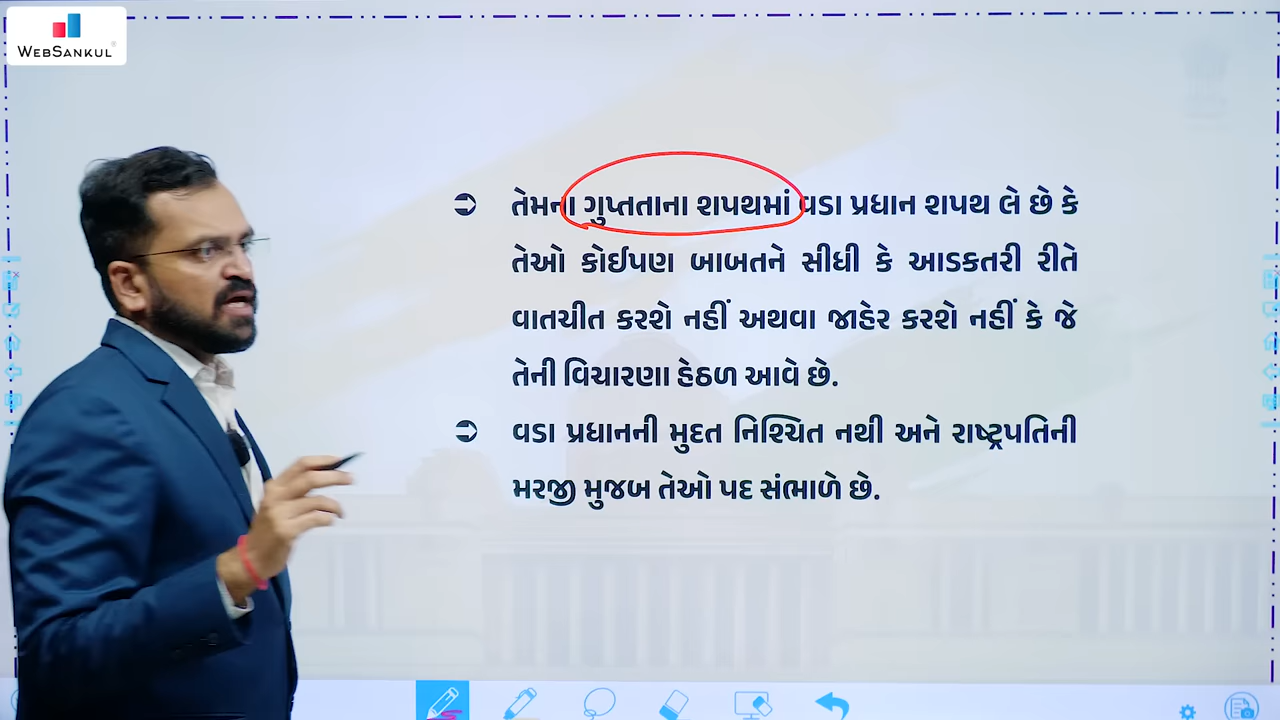 WEBSANKUL
➲ તેમના ગુપ્તતાના શપથમાં વડા પ્રધાન શપથ લે છે કે
તેઓ કોઈપણ બાબતને સીધી કે આડકતરી રીતે
વાતચીત કરશે નહીં અથવા જાહેર કરશે નહીં કે જે
તેની વિચારણા હેઠળ આવે છે.
➲ વડા પ્રધાનની મુદત નિશ્ચિત નથી અને રાષ્ટ્રપતિની
મરજી મુજબ તેઓ પદ સંભાળે છે.